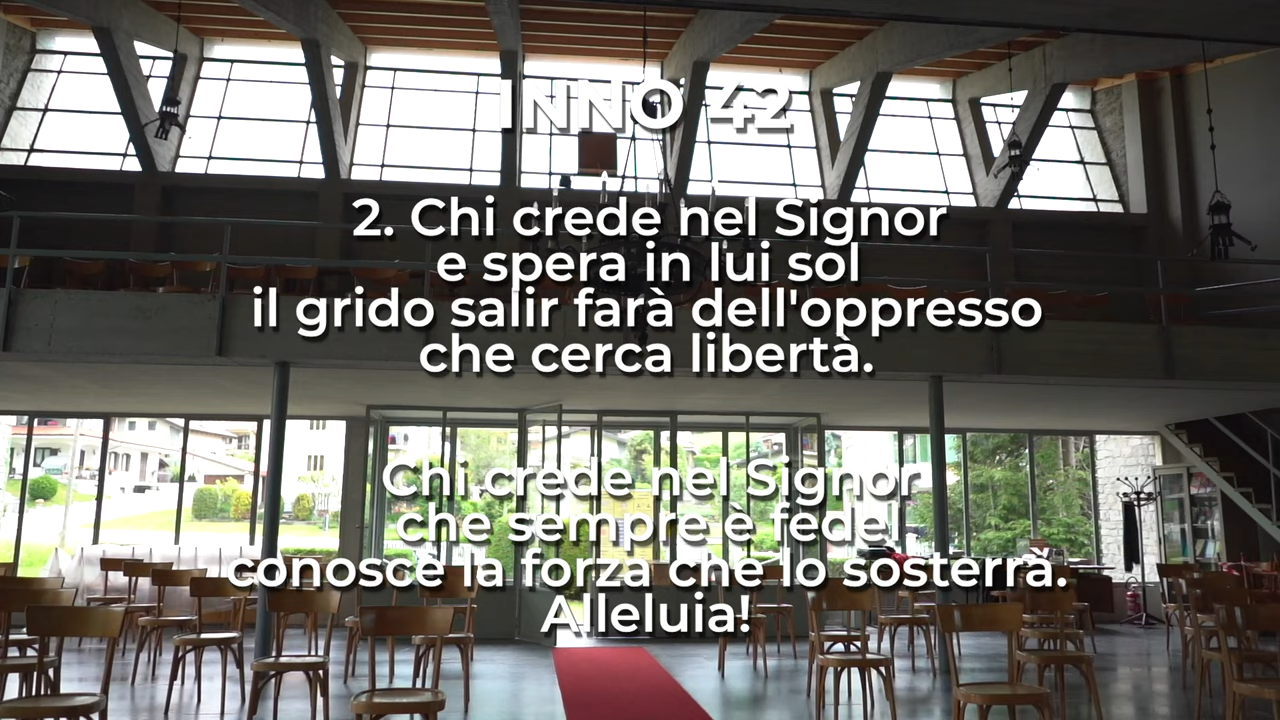 INNO 42
2. Chi crede nel Signor
e spera in lui sol
il grido salir farà dell'oppresso
che cerca libertà.
Chi crede nel Signor
che sempre è fedel
conosce la forza che lo sosterrà.
Alleluia!